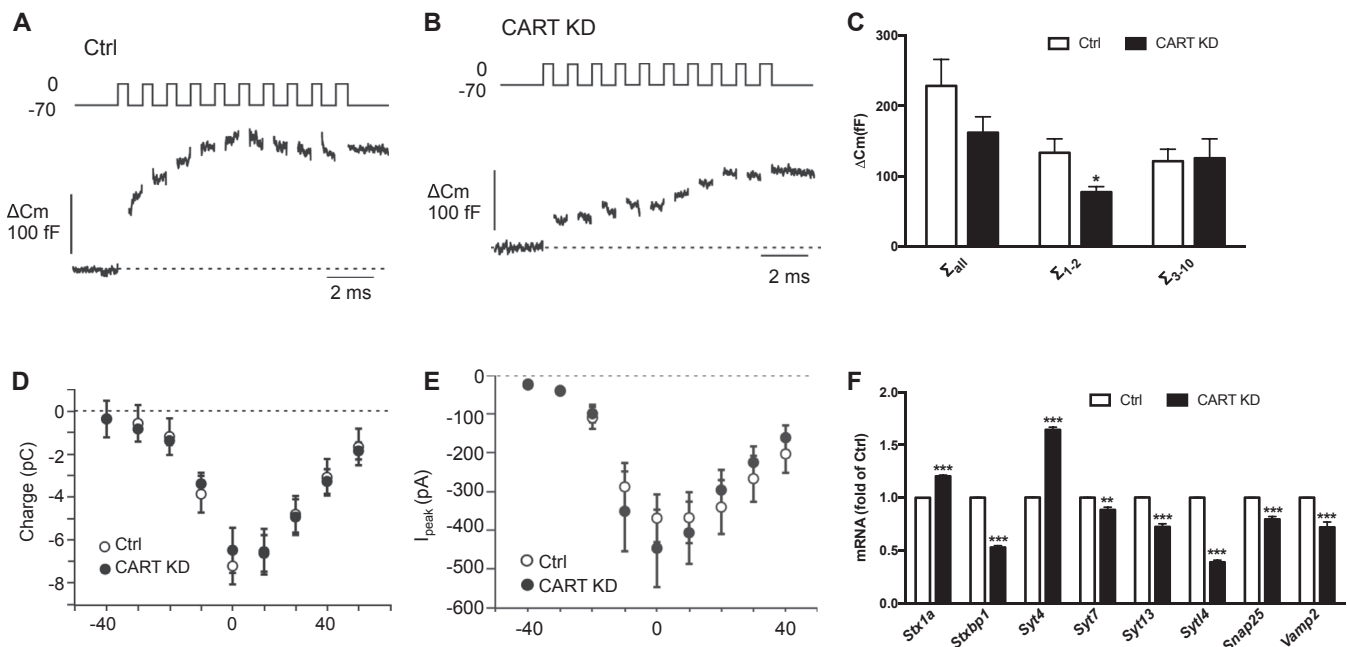 A
Ctrl
0
-70
ΔCm
100 fF
2 ms
B
CART KD
0
-70
ΔCm
100 fF
2 ms
C
Ctrl CART KD
300
200
100
0
ΔCm(fF)
*
Σall Σ1-2 Σ3-10
D
0
-2
-4
-6
-8
Charge (pC)
Ctrl
CART KD
-40 0 40
E
0
-100
-200
-300
-400
-500
-600
Ipeak (pA)
Ctrl
CART KD
-40 0 40
F
Ctrl CART KD
2.0
1.5
1.0
0.5
0.0
mRNA (fold of Ctrl)
*** *** *** ** *** *** *** ***
Stx1a Stxbp1 Syt4 Syt7 Syt13 Sytl4 Snap25 Vamp2